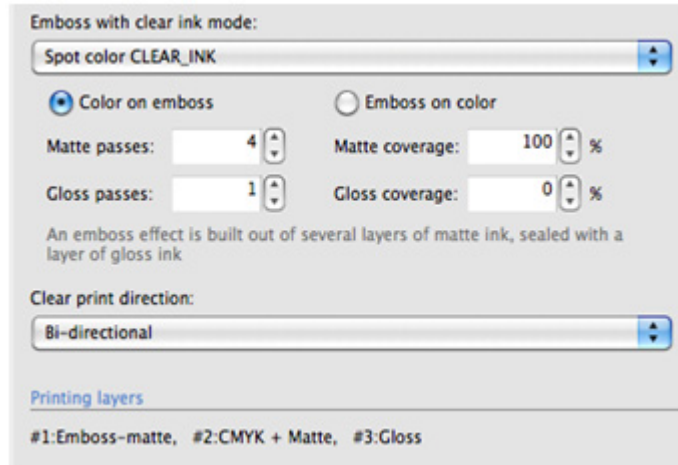 Emboss with clear ink mode:
Spot color CLEAR_INK
Color on emboss Emboss on color
Matte passes: 4 Matte coverage: 100 %
Gloss passes: 1 Gloss coverage: 0 %
An emboss effect is built out of several layers of matte ink, sealed with a
layer of gloss ink
Clear print direction:
Bi-directional
Printing layers
#1:Emboss-matte, #2:CMYK + Matte, #3:Gloss